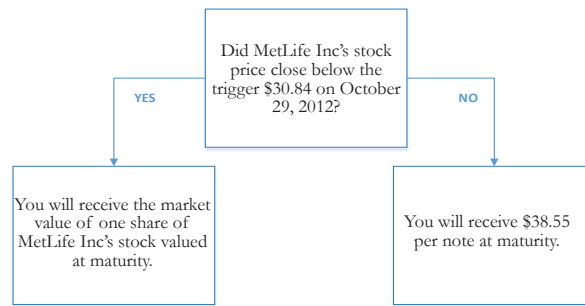 Did MetLife Inc's stock
price close below the
trigger $30.84 on October
29, 2012?
YES
NO
You will receive the market
value of one share of
MetLife Inc's stock valued
at maturity.
You will receive $38.55
per note at maturity.